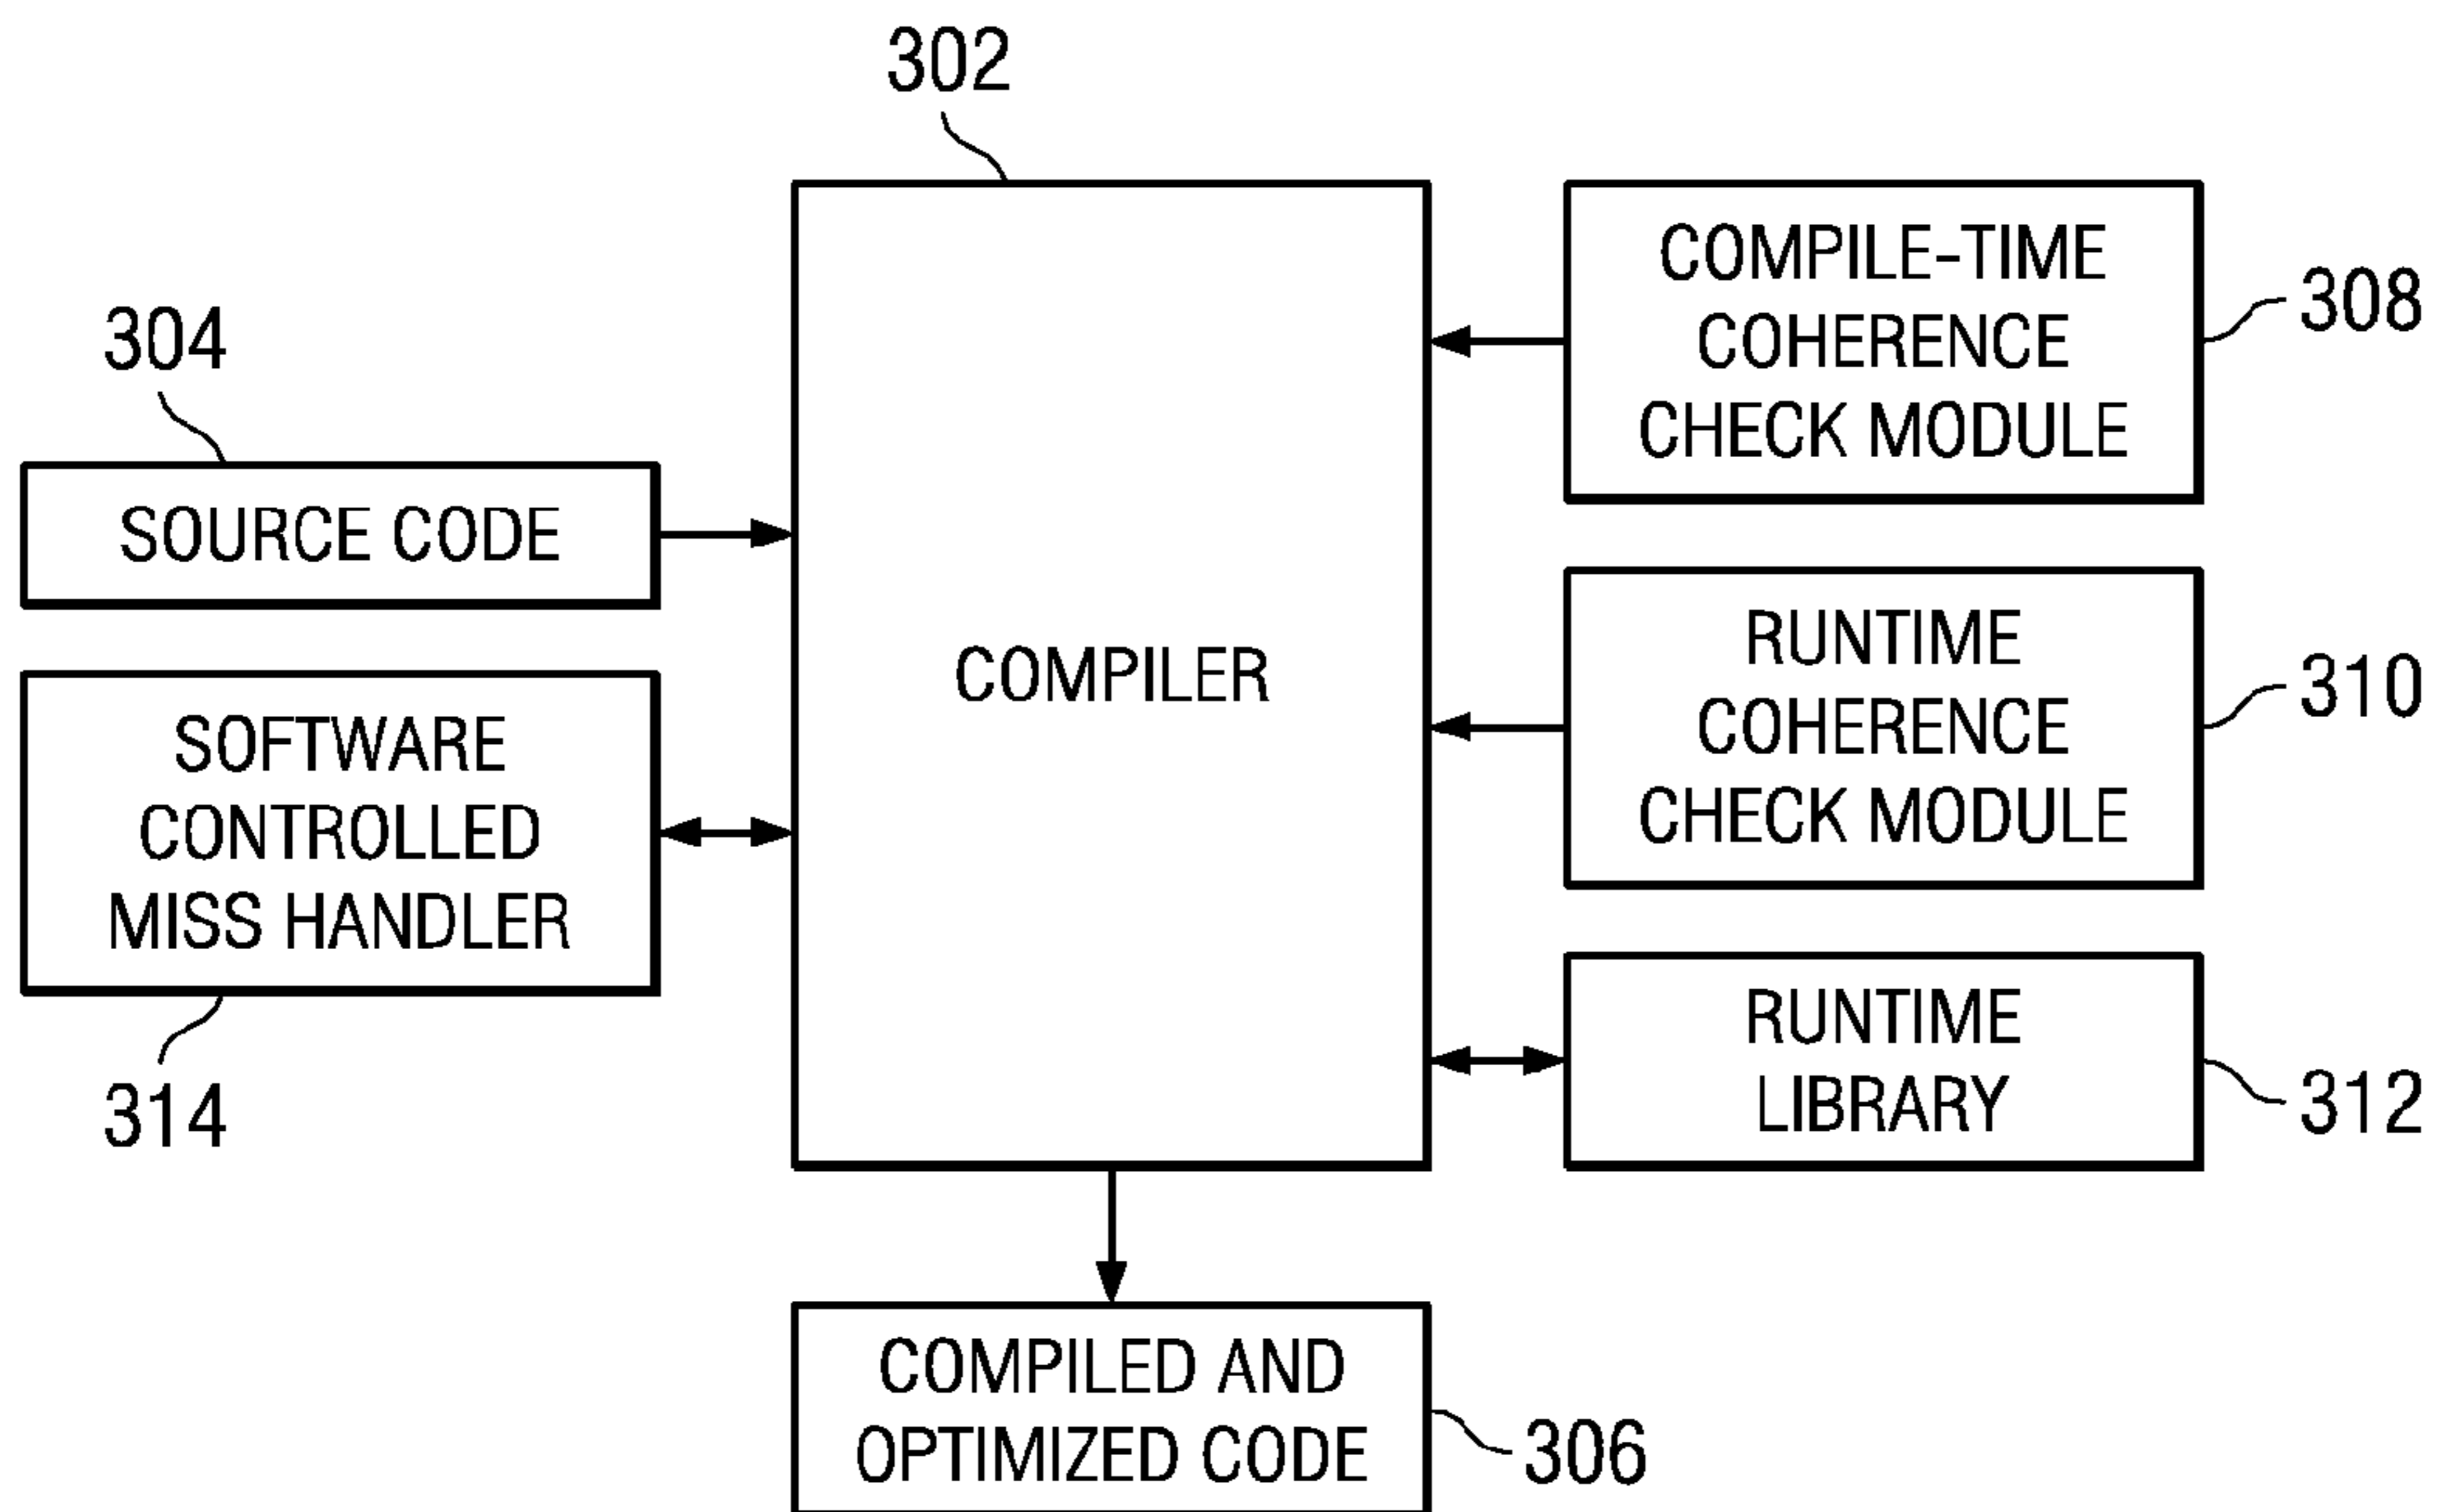 302
304
SOURCE CODE
SOFTWARE
CONTROLLED
MISS HANDLER
314
COMPILER
COMPILE-TIME
COHERENCE
CHECK MODULE
308
RUNTIME
COHERENCE
CHECK MODULE
310
RUNTIME
LIBRARY
312
COMPILED AND
OPTIMIZED CODE
306